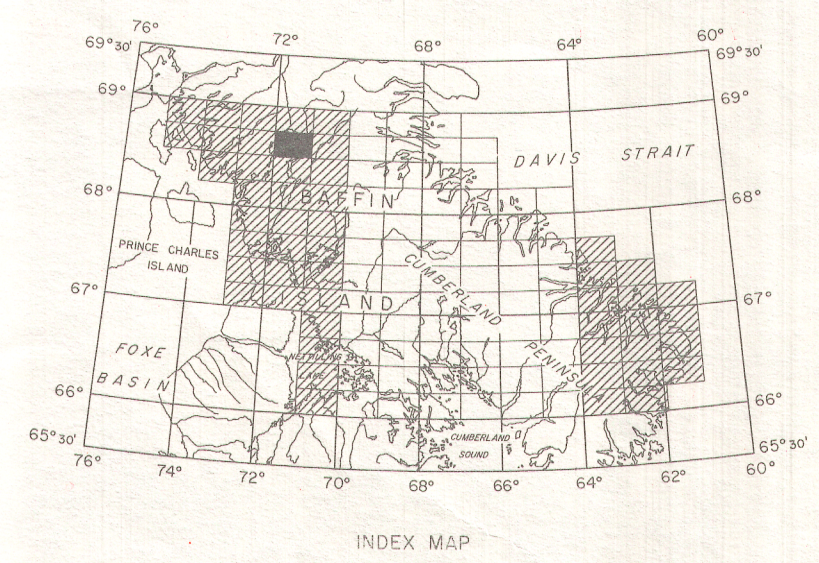 76°
72°
68°
64°
60°
69° 30'
69° 30'
69°
69°
DAVIS STRAIT
68°
68°
BAFFIN
PRINCE CHARLES
ISLAND
CUMBERLAND
67°
67°
ISLAND
FOXE
BASIN
NETTILLING
LAKE
PENINSULA
66°
66°
65° 30'
65° 30'
CUMBERLAND
SOUND
76°
74°
72°
70°
68°
66°
64°
62°
60°
INDEX MAP